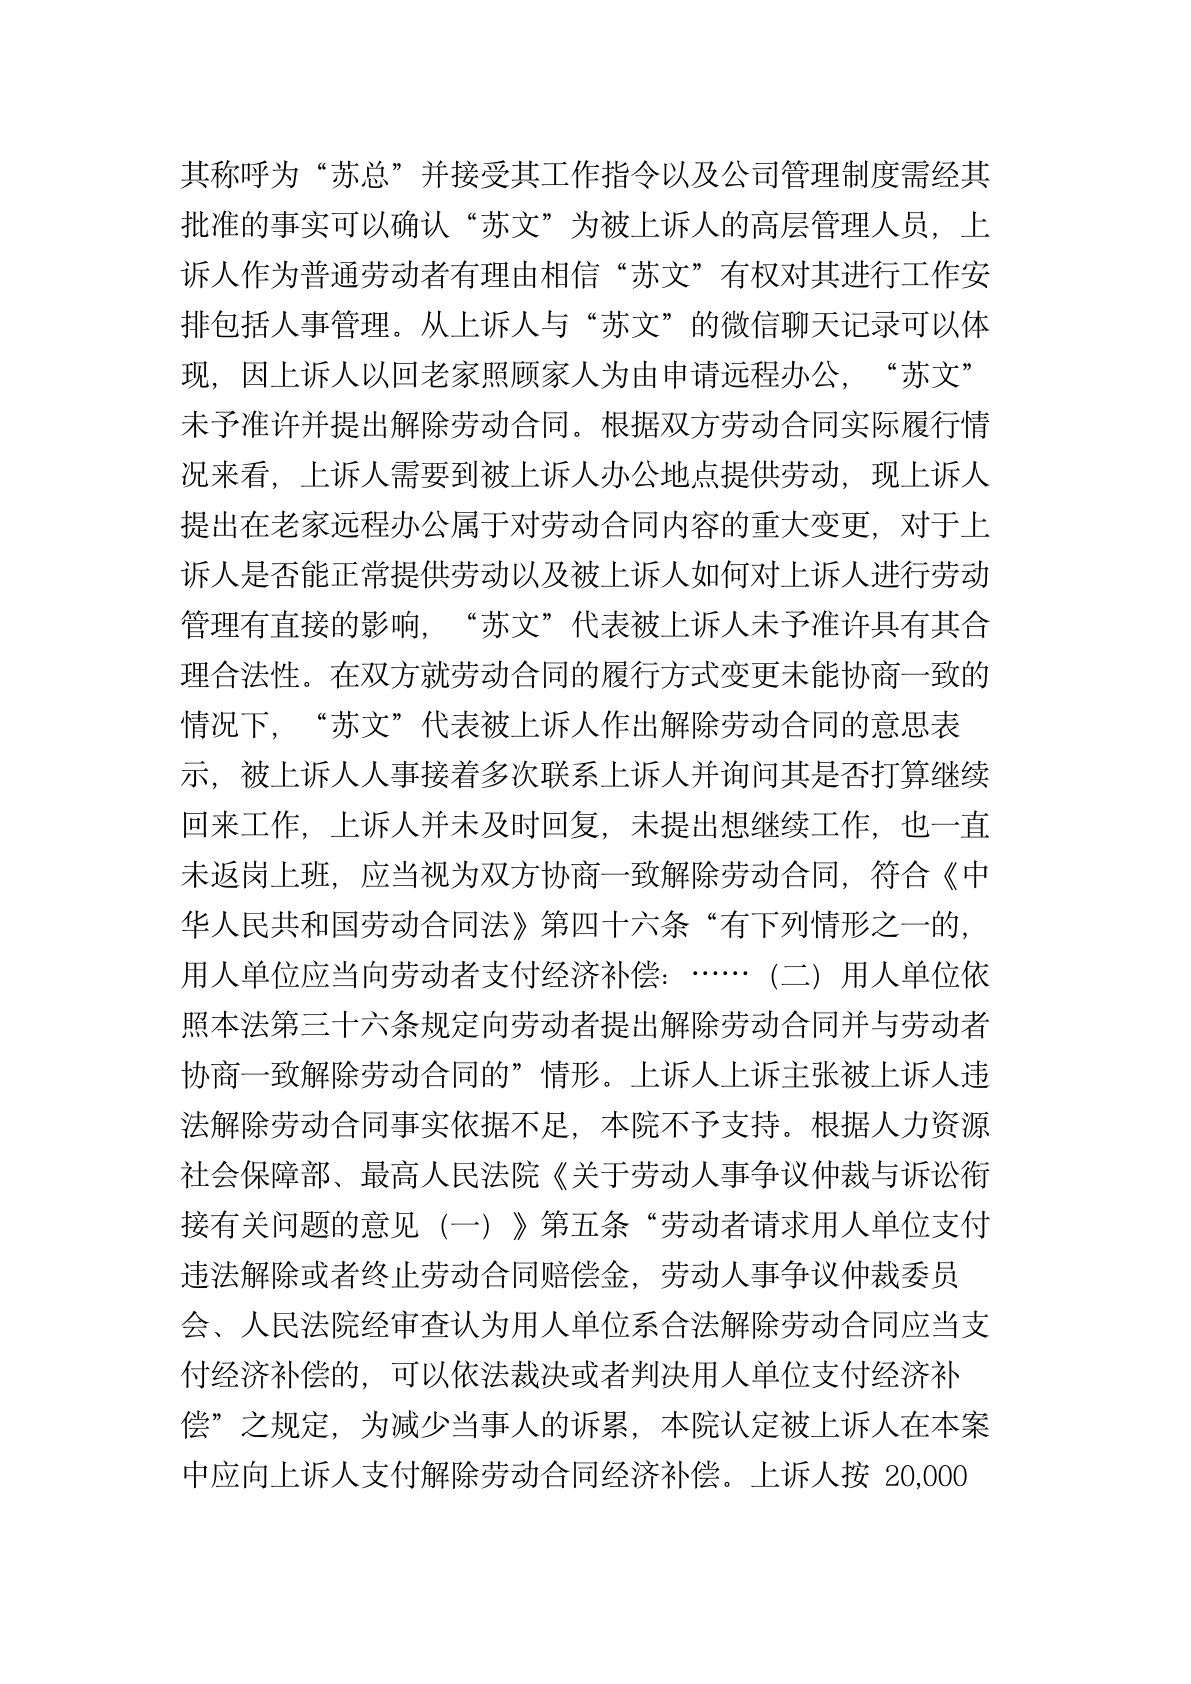 其称呼为“苏总”并接受其工作指令以及公司管理制度需经其
批准的事实可以确认“苏文”为被上诉人的高层管理人员，上
诉人作为普通劳动者有理由相信“苏文”有权对其进行工作安
排包括人事管理。从上诉人与“苏文”的微信聊天记录可以体
现，因上诉人以回老家照顾家人为由申请远程办公，“苏文”
未予准许并提出解除劳动合同。根据双方劳动合同实际履行情
况来看，上诉人需要到被上诉人办公地点提供劳动，现上诉人
提出在老家远程办公属于对劳动合同内容的重大变更，对于上
诉人是否能正常提供劳动以及被上诉人如何对上诉人进行劳动
管理有直接的影响，“苏文”代表被上诉人未予准许具有其合
理合法性。在双方就劳动合同的履行方式变更未能协商一致的
情况下，“苏文”代表被上诉人作出解除劳动合同的意思表
示，被上诉人人事接着多次联系上诉人并询问其是否打算继续
回来工作，上诉人并未及时回复，未提出想继续工作，也一直
未返岗上班，应当视为双方协商一致解除劳动合同，符合《中
华人民共和国劳动合同法》第四十六条“有下列情形之一的，
用人单位应当向劳动者支付经济补偿：……（二）用人单位依
照本法第三十六条规定向劳动者提出解除劳动合同并与劳动者
协商一致解除劳动合同的”情形。上诉人上诉主张被上诉人违
法解除劳动合同事实依据不足，本院不予支持。根据人力资源
社会保障部、最高人民法院《关于劳动人事争议仲裁与诉讼衔
接有关问题的意见（一）》第五条“劳动者请求用人单位支付
违法解除或者终止劳动合同赔偿金，劳动人事争议仲裁委员
会、人民法院经审查认为用人单位系合法解除劳动合同应当支
付经济补偿的，可以依法裁决或者判决用人单位支付经济补
偿”之规定，为减少当事人的诉累，本院认定被上诉人在本案
中应向上诉人支付解除劳动合同经济补偿。上诉人按 20,000